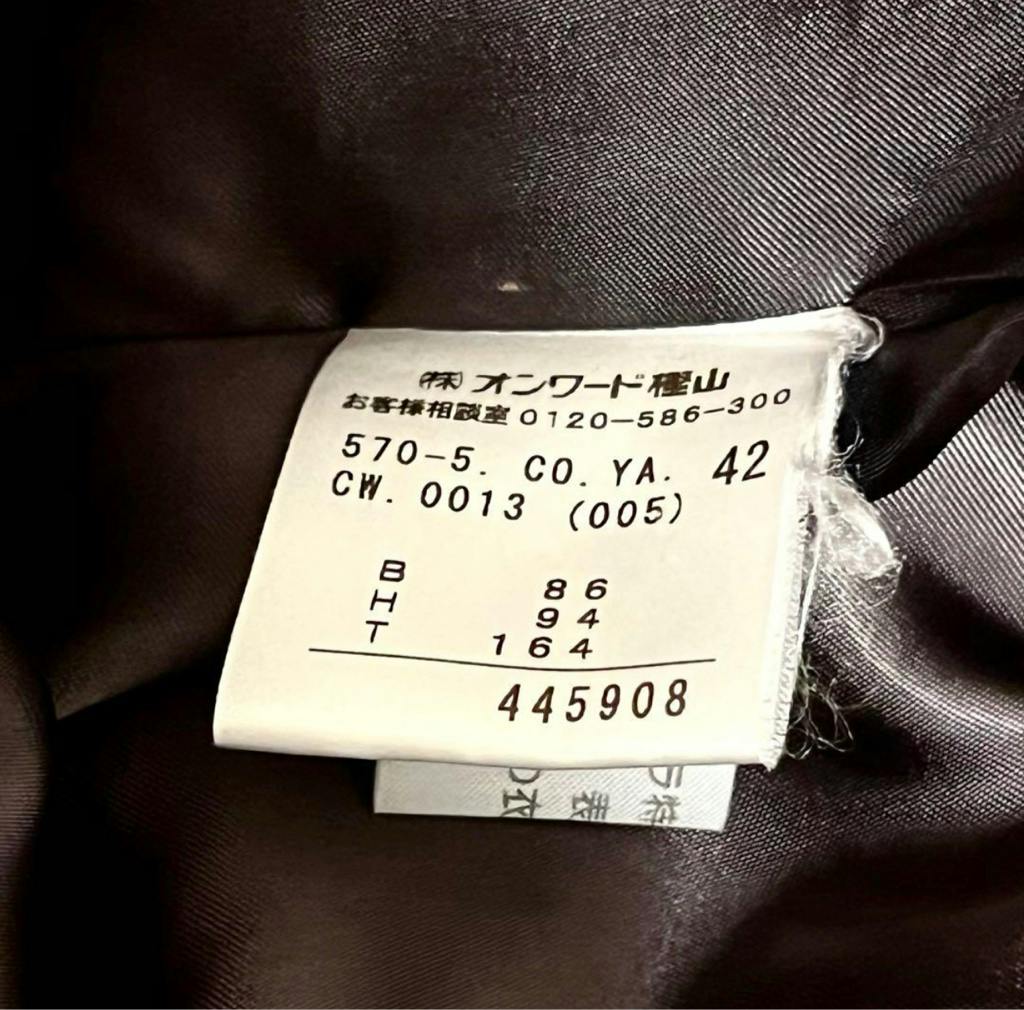 ㈱オンワード樫山
お客様相談室 0120-586-300
570-5. CO. YA. 42
CW. 0013 (005)
B 86
H 94
T 164
445908